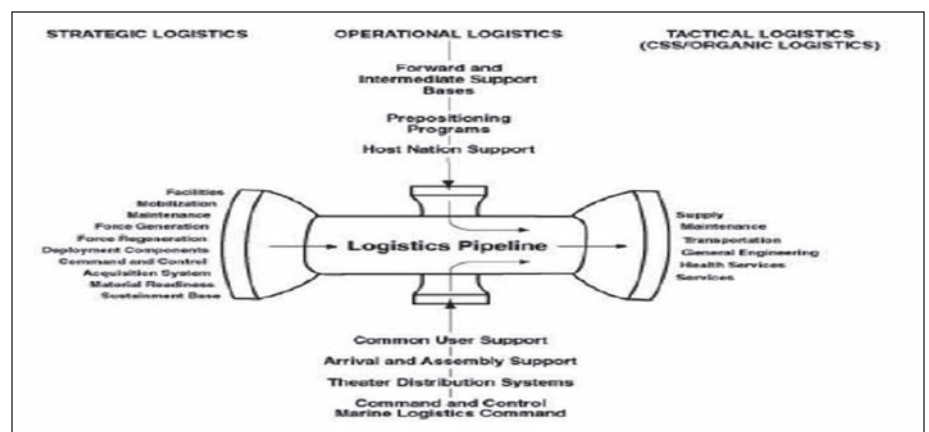 STRATEGIC LOGISTICS
OPERATIONAL LOGISTICS
TACTICAL LOGISTICS
(CSS/ORGANIC LOGISTICS)
Forward and
Intermediate Support
Bases
Prepositioning
Programs
Host Nation Support
Facilities
Mobilization
Maintenance
Force Generation
Force Regeneration
Deployment Components
Command and Control
Acquisition System
Material Readiness
Sustainment Base
Logistics Pipeline
Supply
Maintenance
Transportation
General Engineering
Health Services
Services
Common User Support
Arrival and Assembly Support
Theater Distribution Systems
Command and Control
Marine Logistics Command